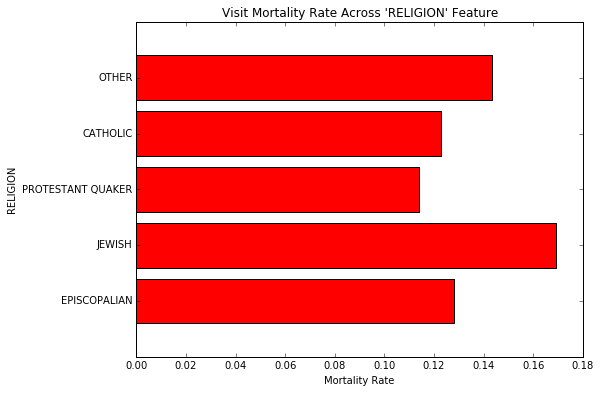 Visit Mortality Rate Across 'RELIGION' Feature
RELIGION
OTHER
CATHOLIC
PROTESTANT QUAKER
JEWISH
EPISCOPALIAN
0.00 0.02 0.04 0.06 0.08 0.10 0.12 0.14 0.16 0.18
Mortality Rate